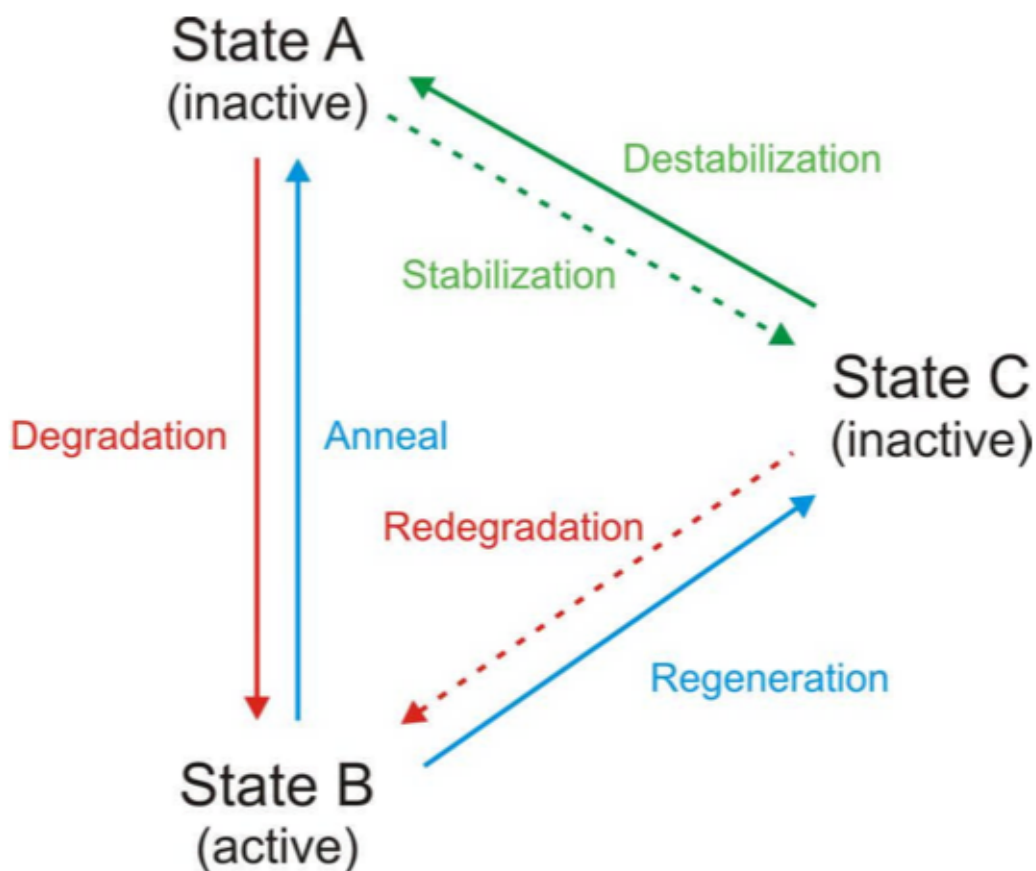 State A
(inactive)
Destabilization
Stabilization
State C
(inactive)
Degradation
Anneal
Redegradation
Regeneration
State B
(active)